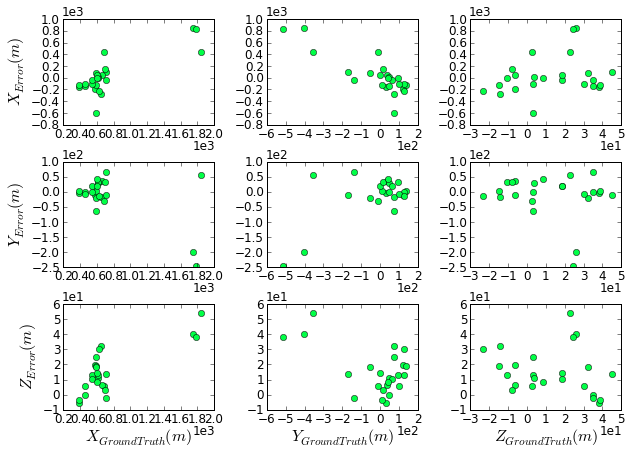 1e3 1e3 1e3
1.0 1.0 1.0
0.8 0.8 0.8
0.6 0.6 0.6
0.4 0.4 0.4
0.2 0.2 0.2
X_{Error}(m) 0.0 0.0 0.0
−0.2 −0.2 −0.2
−0.4 −0.4 −0.4
−0.6 −0.6 −0.6
−0.8 −0.8 −0.8
0.2 0.4 0.6 0.8 1.0 1.2 1.4 1.6 1.8 2.0 −6 −5 −4 −3 −2 −1 0 1 2 −3 −2 −1 0 1 2 3 4 5
1e3 1e2 1e1
1e2 1e2 1e2
1.0 1.0 1.0
0.5 0.5 0.5
0.0 0.0 0.0
Y_{Error}(m) −0.5 −0.5 −0.5
−1.0 −1.0 −1.0
−1.5 −1.5 −1.5
−2.0 −2.0 −2.0
−2.5 −2.5 −2.5
0.2 0.4 0.6 0.8 1.0 1.2 1.4 1.6 1.8 2.0 −6 −5 −4 −3 −2 −1 0 1 2 −3 −2 −1 0 1 2 3 4 5
1e3 1e2 1e1
1e1 1e1 1e1
6 6 6
5 5 5
4 4 4
3 3 3
Z_{Error}(m) 2 2 2
1 1 1
0 0 0
−1 −1 −1
0.2 0.4 0.6 0.8 1.0 1.2 1.4 1.6 1.8 2.0 −6 −5 −4 −3 −2 −1 0 1 2 −3 −2 −1 0 1 2 3 4 5
X_{GroundTruth}(m) 1e3 Y_{GroundTruth}(m) 1e2 Z_{GroundTruth}(m) 1e1